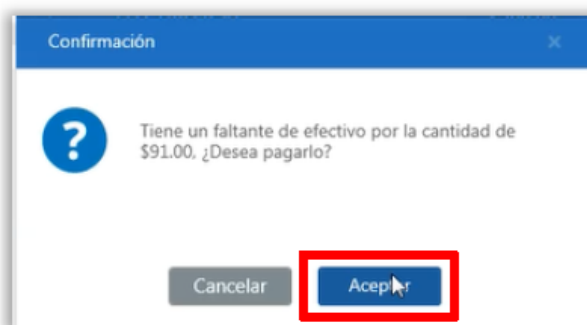 Confirmación
Tiene un faltante de efectivo por la cantidad de
$91.00, ¿Desea pagarlo?
Cancelar
Aceptar